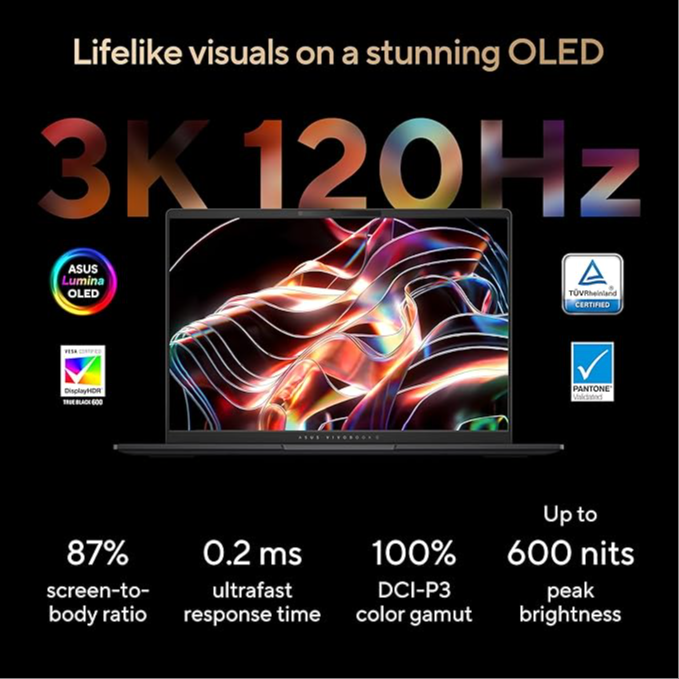 Lifelike visuals on a stunning OLED
3K 120Hz
ASUS
Lumina
OLED
TÜVRheinland
CERTIFIED
VESA CERTIFIED
DisplayHDR
TRUE BLACK 600
PANTONE®
Validated
ASUS VIVOBOOK S
Up to
87% 0.2 ms 100% 600 nits
screen-to- ultrafast DCI-P3 peak
body ratio response time color gamut brightness